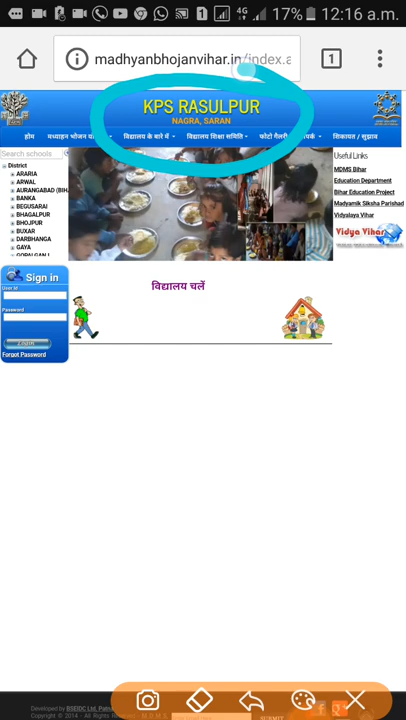 17% 12:16 a.m.
4G
madhyanbhojanvihar.in/index.a
1
KPS RASULPUR
NAGRA, SARAN
होम
विद्यालय के बारे में
विद्यालय शिक्षा समिति
फोटो गैलरी
शिकायत / सुझाव
Search schools
District
ARARIA
ARWAL
AURANGABAD (BIH
BANKA
BEGUSARAI
BHAGALPUR
BHOJPUR
BUXAR
DARBHANGA
GAYA
GOPALGANJ
Useful Links
MDMS Bihar
Education Department
Bihar Education Project
Madyamik Siksha Parishad
Vidyalaya Vihar
Vidya Vihar
Sign in
User Id
Password
Login
Forgot Password
विद्यालय चलें
Developed by BSEIDC Ltd, Patna
Copyright © 2014 - All Rights
SUBMIT